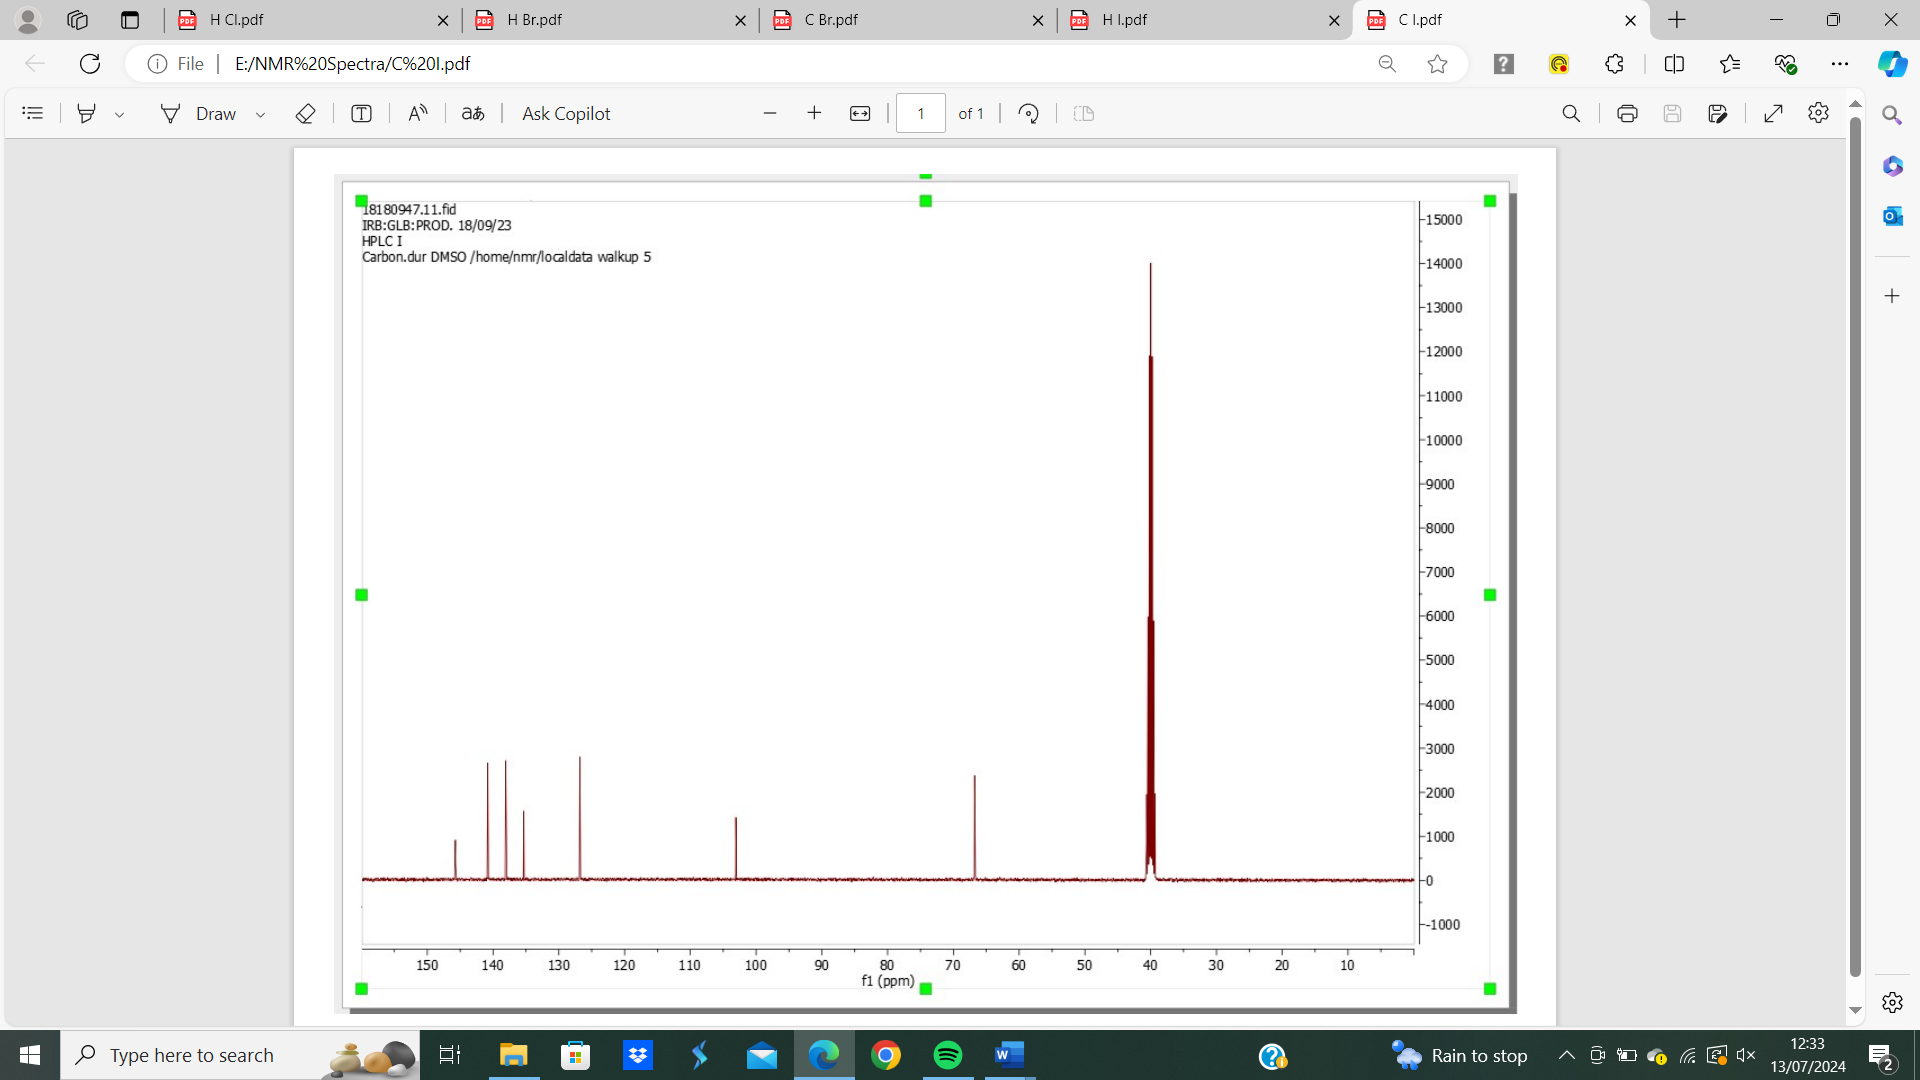 H Cl.pdf
H Br.pdf
C Br.pdf
H I.pdf
C I.pdf
File
E:/NMR%20Spectra/C%20I.pdf
Draw
Ask Copilot
1
of 1
18180947.11.fid
IRB:GLB:PROD. 18/09/23
HPLC I
Carbon.dur DMSO /home/nmr/localdata walkup 5
15000
14000
13000
12000
11000
10000
9000
8000
7000
6000
5000
4000
3000
2000
1000
0
-1000
150 140 130 120 110 100 90 80 70 60 50 40 30 20 10
f1 (ppm)
Type here to search
Rain to stop
12:33
13/07/2024
2